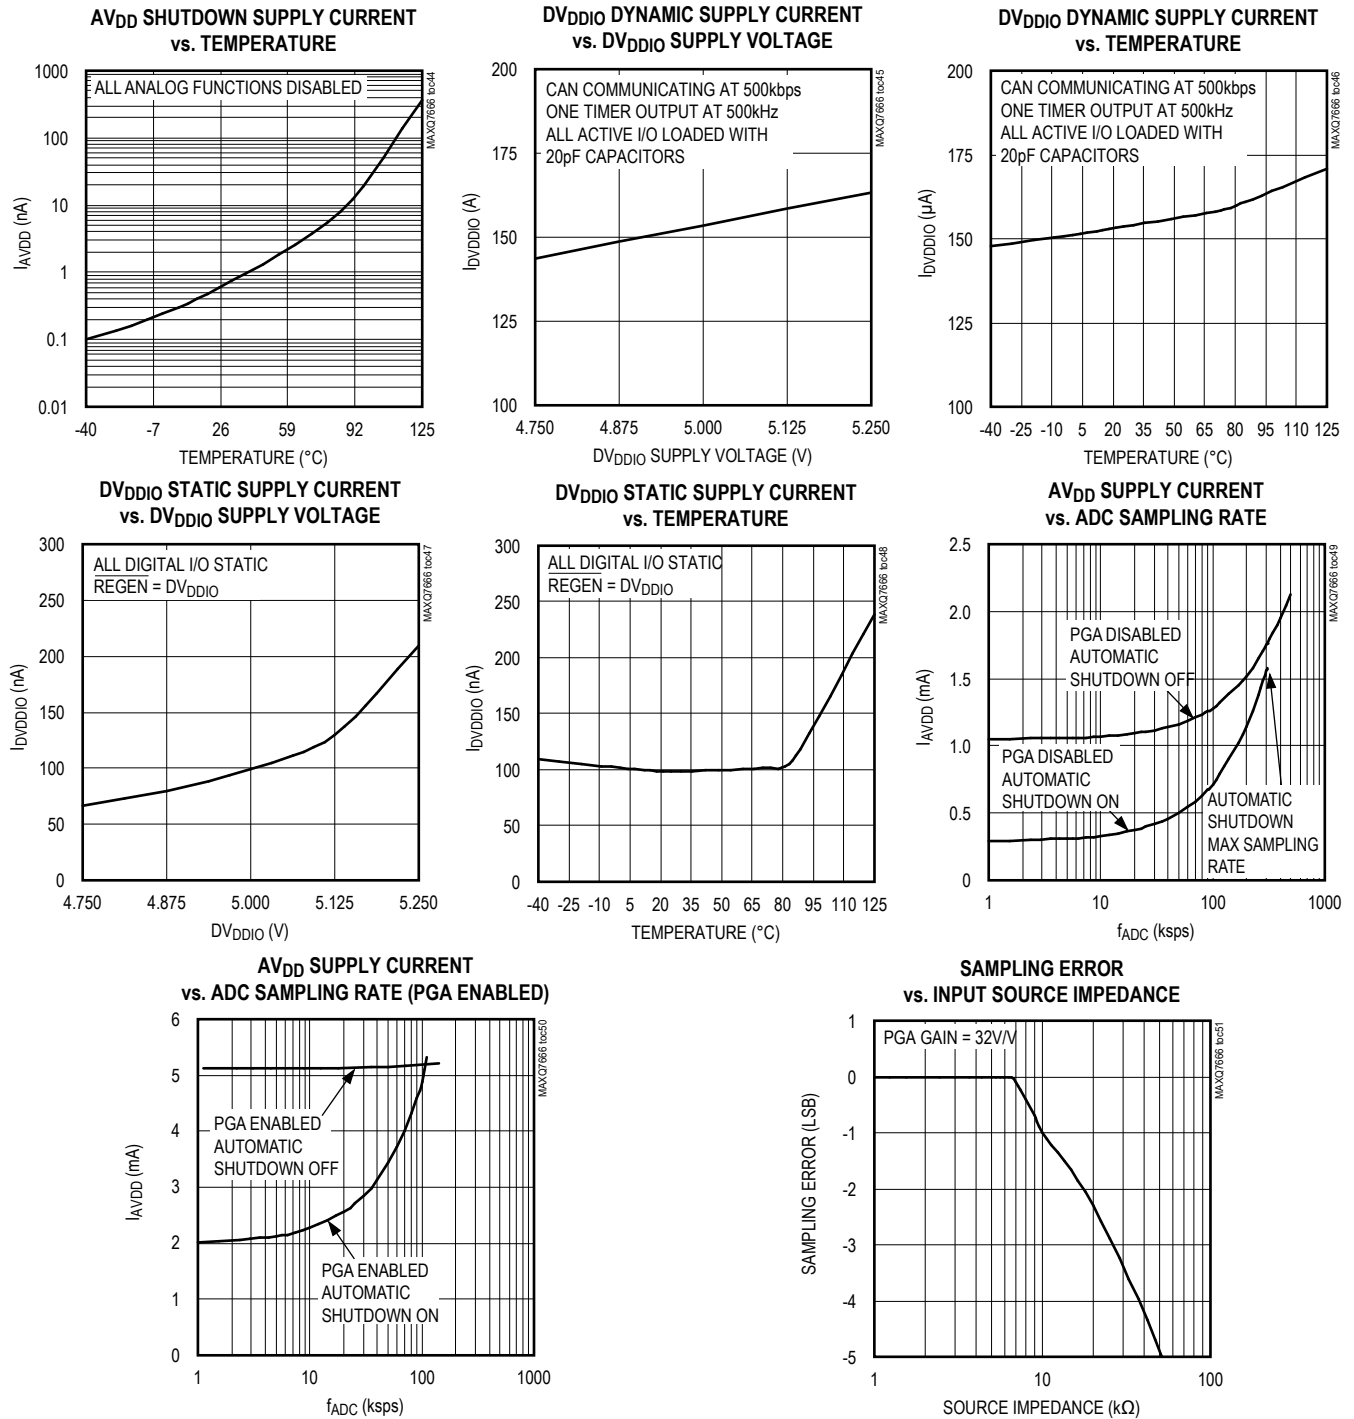 AVDD SHUTDOWN SUPPLY CURRENT
vs. TEMPERATURE
1000
100
10
1
0.1
0.01
IAVDD (nA)
ALL ANALOG FUNCTIONS DISABLED
MAXQ7666 toc44
-40 -7 26 59 92 125
TEMPERATURE (°C)
DVDDIO DYNAMIC SUPPLY CURRENT
vs. DVDDIO SUPPLY VOLTAGE
200
175
150
125
100
IDVDDIO (A)
CAN COMMUNICATING AT 500kbps
ONE TIMER OUTPUT AT 500kHz
ALL ACTIVE I/O LOADED WITH
20pF CAPACITORS
MAXQ7666 toc45
4.750 4.875 5.000 5.125 5.250
DVDDIO SUPPLY VOLTAGE (V)
DVDDIO DYNAMIC SUPPLY CURRENT
vs. TEMPERATURE
200
175
150
125
100
IDVDDIO (µA)
CAN COMMUNICATING AT 500kbps
ONE TIMER OUTPUT AT 500kHz
ALL ACTIVE I/O LOADED WITH
20pF CAPACITORS
MAXQ7666 toc46
-40 -25 -10 5 20 35 50 65 80 95 110 125
TEMPERATURE (°C)
DVDDIO STATIC SUPPLY CURRENT
vs. DVDDIO SUPPLY VOLTAGE
300
250
200
150
100
50
0
IDVDDIO (nA)
ALL DIGITAL I/O STATIC
REGEN = DVDDIO
MAXQ7666 toc47
4.750 4.875 5.000 5.125 5.250
DVDDIO (V)
DVDDIO STATIC SUPPLY CURRENT
vs. TEMPERATURE
300
250
200
150
100
50
0
IDVDDIO (nA)
ALL DIGITAL I/O STATIC
REGEN = DVDDIO
MAXQ7666 toc48
-40 -25 -10 5 20 35 50 65 80 95 110 125
TEMPERATURE (°C)
AVDD SUPPLY CURRENT
vs. ADC SAMPLING RATE
2.5
2.0
1.5
1.0
0.5
0
IAVDD (mA)
PGA DISABLED
AUTOMATIC
SHUTDOWN OFF
PGA DISABLED
AUTOMATIC
SHUTDOWN ON
AUTOMATIC
SHUTDOWN
MAX SAMPLING
RATE
MAXQ7666 toc49
1 10 100 1000
fADC (ksps)
AVDD SUPPLY CURRENT
vs. ADC SAMPLING RATE (PGA ENABLED)
6
5
4
3
2
1
0
IAVDD (mA)
PGA ENABLED
AUTOMATIC
SHUTDOWN OFF
PGA ENABLED
AUTOMATIC
SHUTDOWN ON
MAXQ7666 toc50
1 10 100 1000
fADC (ksps)
SAMPLING ERROR
vs. INPUT SOURCE IMPEDANCE
1
0
-1
-2
-3
-4
-5
SAMPLING ERROR (LSB)
PGA GAIN = 32V/V
MAXQ7666 toc51
1 10 100
SOURCE IMPEDANCE (kΩ)